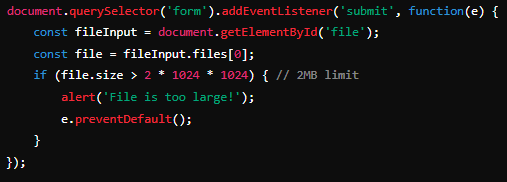 document.querySelector('form').addEventListener('submit', function(e) {
    const fileInput = document.getElementById('file');
    const file = fileInput.files[0];
    if (file.size > 2 * 1024 * 1024) { // 2MB limit
        alert('File is too large!');
        e.preventDefault();
    }
});